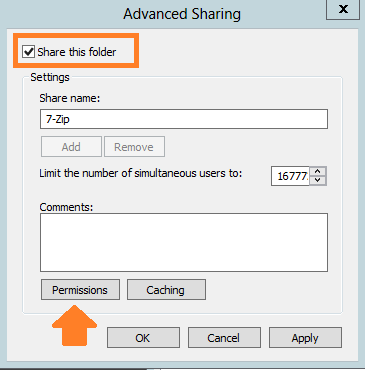 Advanced Sharing
x
Share this folder
Settings
Share name:
7-Zip
Add Remove
Limit the number of simultaneous users to: 16777
Comments:
Permissions Caching
OK Cancel Apply